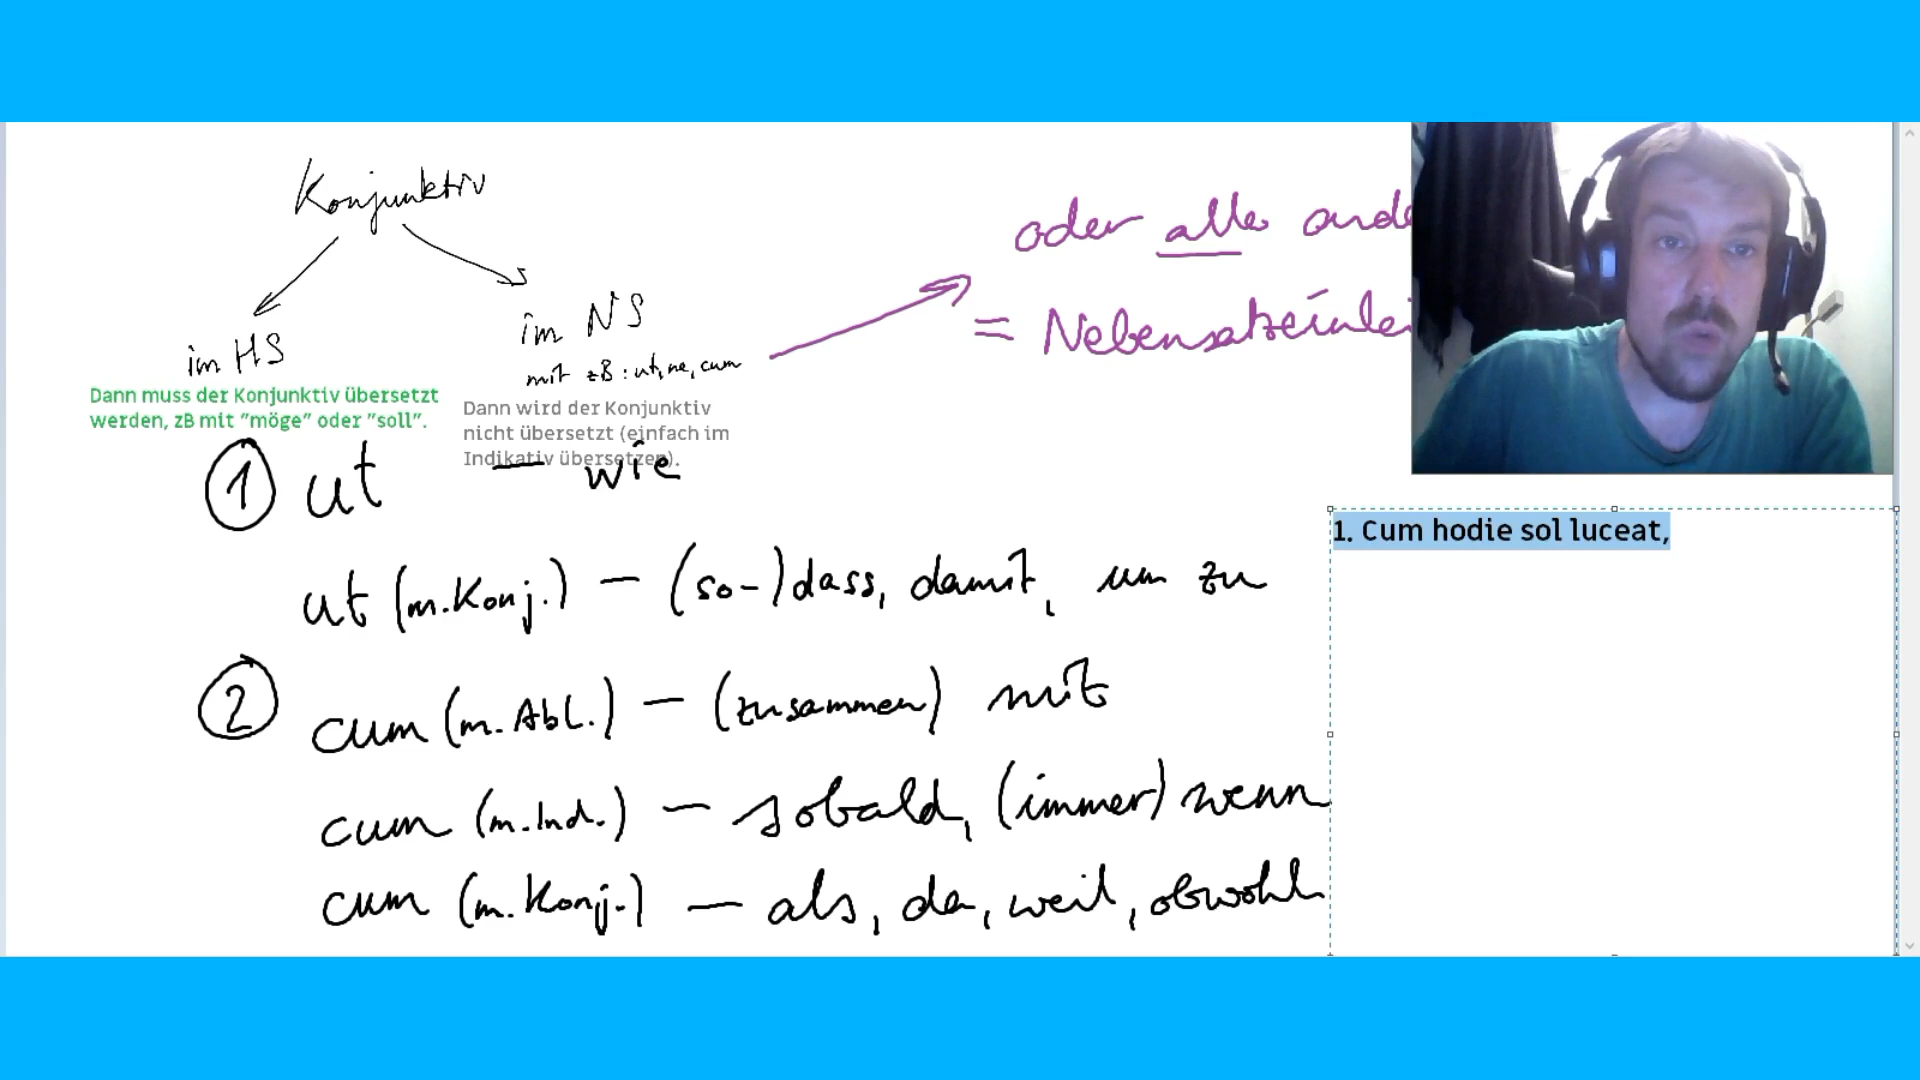 Konjunktiv
im HS
Dann muss der Konjunktiv übersetzt
werden, zB mit "möge" oder "soll".
im NS
mit zB: ut, ne, cum
Dann wird der Konjunktiv
nicht übersetzt (einfach im
Indikativ übersetzen).
oder alle ande
= Nebensatzeinlei
1 ut — wie
ut (m. Konj.) — (so-)dass, damit, um zu
2 cum (m. Abl.) — (zusammen) mit
cum (m. Ind.) — sobald, (immer) wenn
cum (m. Konj.) — als, da, weil, obwohl
1. Cum hodie sol luceat,